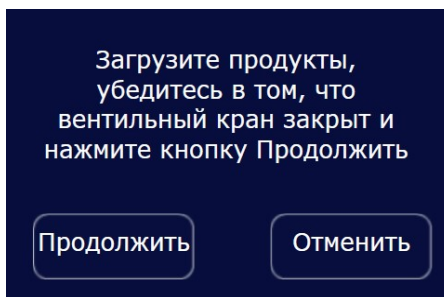 Загрузите продукты,
убедитесь в том, что
вентильный кран закрыт и
нажмите кнопку Продолжить
Продолжить
Отменить